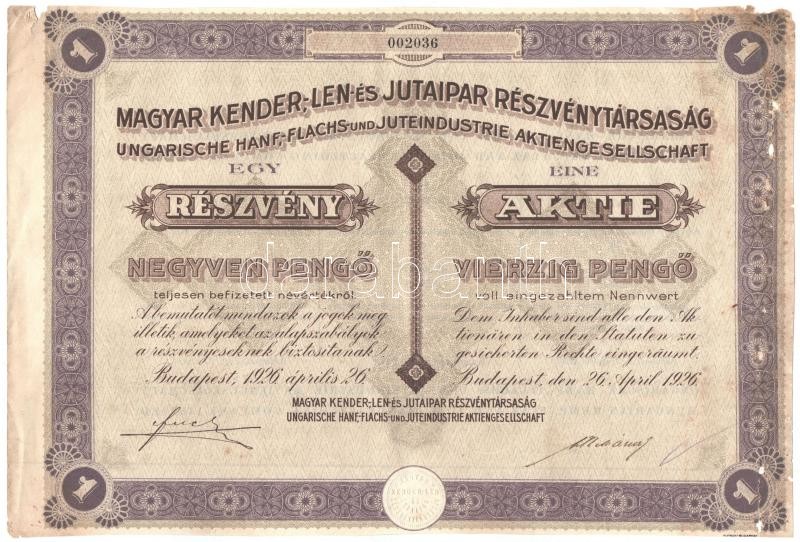 1
002036
1
MAGYAR KENDER,-LEN-ÉS JUTAIPAR RÉSZVÉNYTÁRSASÁG
UNGARISCHE HANF,-FLACHS-UND JUTEINDUSTRIE AKTIENGESELLSCHAFT
EGY
RÉSZVÉNY
NEGYVEN PENGŐ
teljesen befizetett névértékről.
A bemutatót mindazok a jogok meg
illetik, amelyeket az alapszabályok
a részvényeseknek biztosítanak.
Budapest, 1926. április 26.
EINE
AKTIE
VIERZIG PENGŐ
voll eingezahltem Nennwert
Dem Inhaber sind alle den Ak
tionären in den Statuten zu
gesicherten Rechte eingeräumt.
Budapest, den 26. April 1926.
darabanth
MAGYAR KENDER,-LEN-ÉS JUTAIPAR RÉSZVÉNYTÁRSASÁG
UNGARISCHE HANF,-FLACHS-UND JUTEINDUSTRIE AKTIENGESELLSCHAFT
1
1